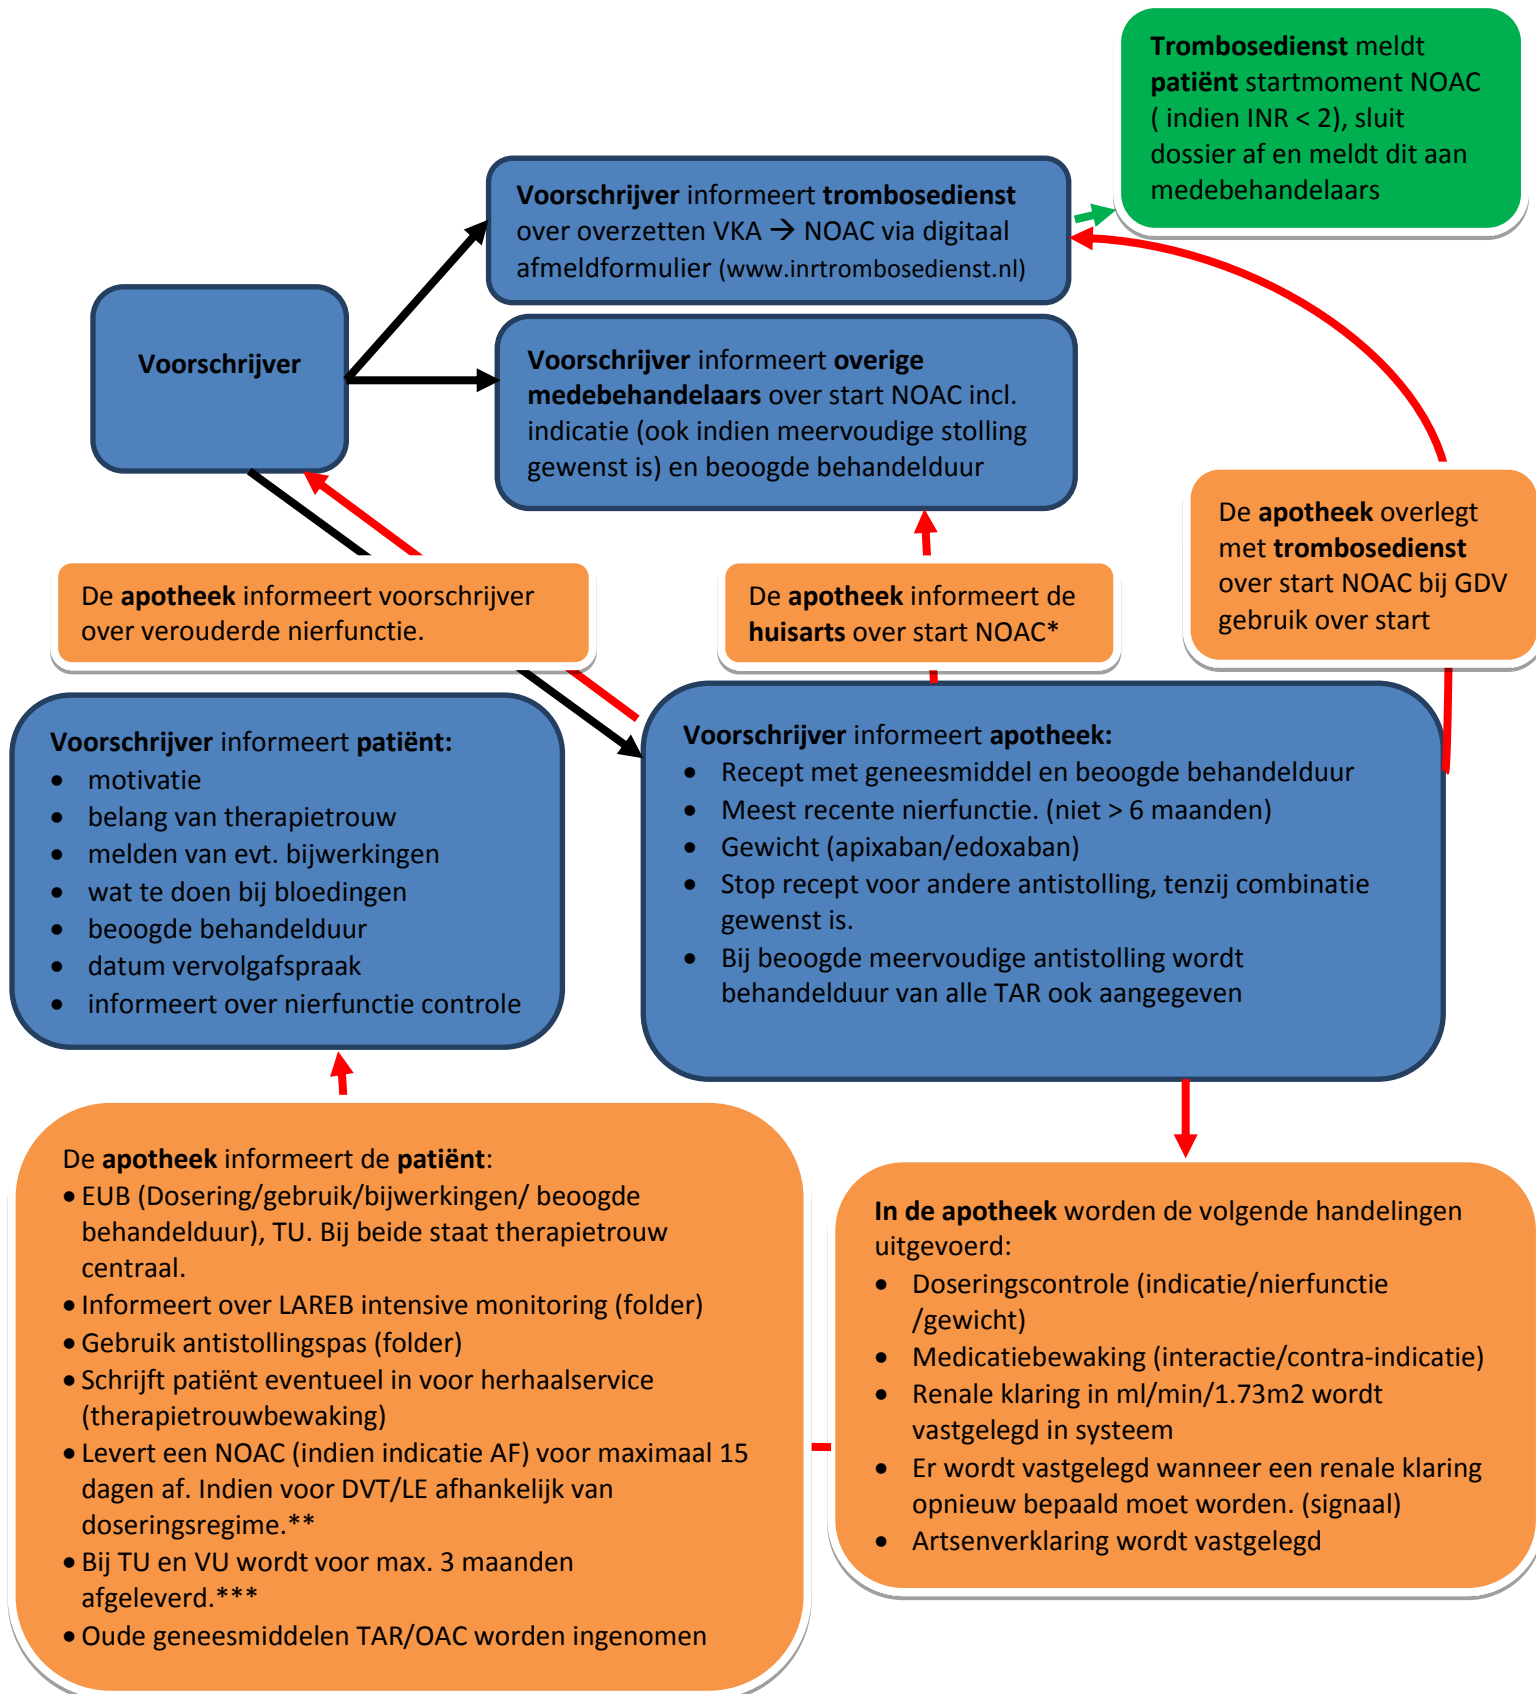 Trombosedienst meldt
patiënt startmoment NOAC
( indien INR < 2), sluit
dossier af en meldt dit aan
medebehandelaars
Voorschrijver informeert trombosedienst
over overzetten VKA → NOAC via digitaal
afmeldformulier (www.inrtrombosedienst.nl)
Voorschrijver
Voorschrijver informeert overige
medebehandelaars over start NOAC incl.
indicatie (ook indien meervoudige stolling
gewenst is) en beoogde behandelduur
De apotheek overlegt
met trombosedienst
over start NOAC bij GDV
gebruik over start
De apotheek informeert voorschrijver
over verouderde nierfunctie.
De apotheek informeert de
huisarts over start NOAC*
Voorschrijver informeert patiënt:
• motivatie
• belang van therapietrouw
• melden van evt. bijwerkingen
• wat te doen bij bloedingen
• beoogde behandelduur
• datum vervolgafspraak
• informeert over nierfunctie controle
Voorschrijver informeert apotheek:
• Recept met geneesmiddel en beoogde behandelduur
• Meest recente nierfunctie. (niet > 6 maanden)
• Gewicht (apixaban/edoxaban)
• Stop recept voor andere antistolling, tenzij combinatie
gewenst is.
• Bij beoogde meervoudige antistolling wordt
behandelduur van alle TAR ook aangegeven
De apotheek informeert de patiënt:
• EUB (Dosering/gebruik/bijwerkingen/ beoogde
behandelduur), TU. Bij beide staat therapietrouw
centraal.
• Informeert over LAREB intensive monitoring (folder)
• Gebruik antistollingspas (folder)
• Schrijft patiënt eventueel in voor herhaalservice
(therapietrouwbewaking)
• Levert een NOAC (indien indicatie AF) voor maximaal 15
dagen af. Indien voor DVT/LE afhankelijk van
doseringsregime.**
• Bij TU en VU wordt voor max. 3 maanden
afgeleverd.***
• Oude geneesmiddelen TAR/OAC worden ingenomen
In de apotheek worden de volgende handelingen
uitgevoerd:
• Doseringscontrole (indicatie/nierfunctie
/gewicht)
• Medicatiebewaking (interactie/contra-indicatie)
• Renale klaring in ml/min/1.73m2 wordt
vastgelegd in systeem
• Er wordt vastgelegd wanneer een renale klaring
opnieuw bepaald moet worden. (signaal)
• Artsenverklaring wordt vastgelegd